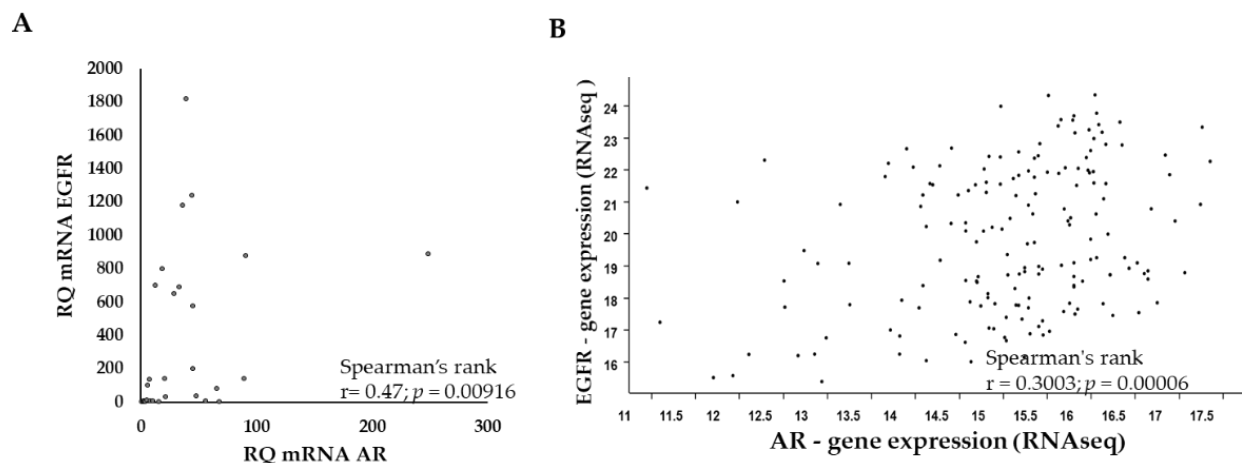 A
RQ mRNA EGFR
2000
1800
1600
1400
1200
1000
800
600
400
200
0
0 100 200 300
RQ mRNA AR
Spearman's rank
r= 0.47; p = 0.00916
B
EGFR - gene expression (RNAseq )
24
23
22
21
20
19
18
17
16
11 11.5 12 12.5 13 13.5 14 14.5 15 15.5 16 16.5 17 17.5
AR - gene expression (RNAseq)
Spearman's rank
r = 0.3003; p = 0.00006